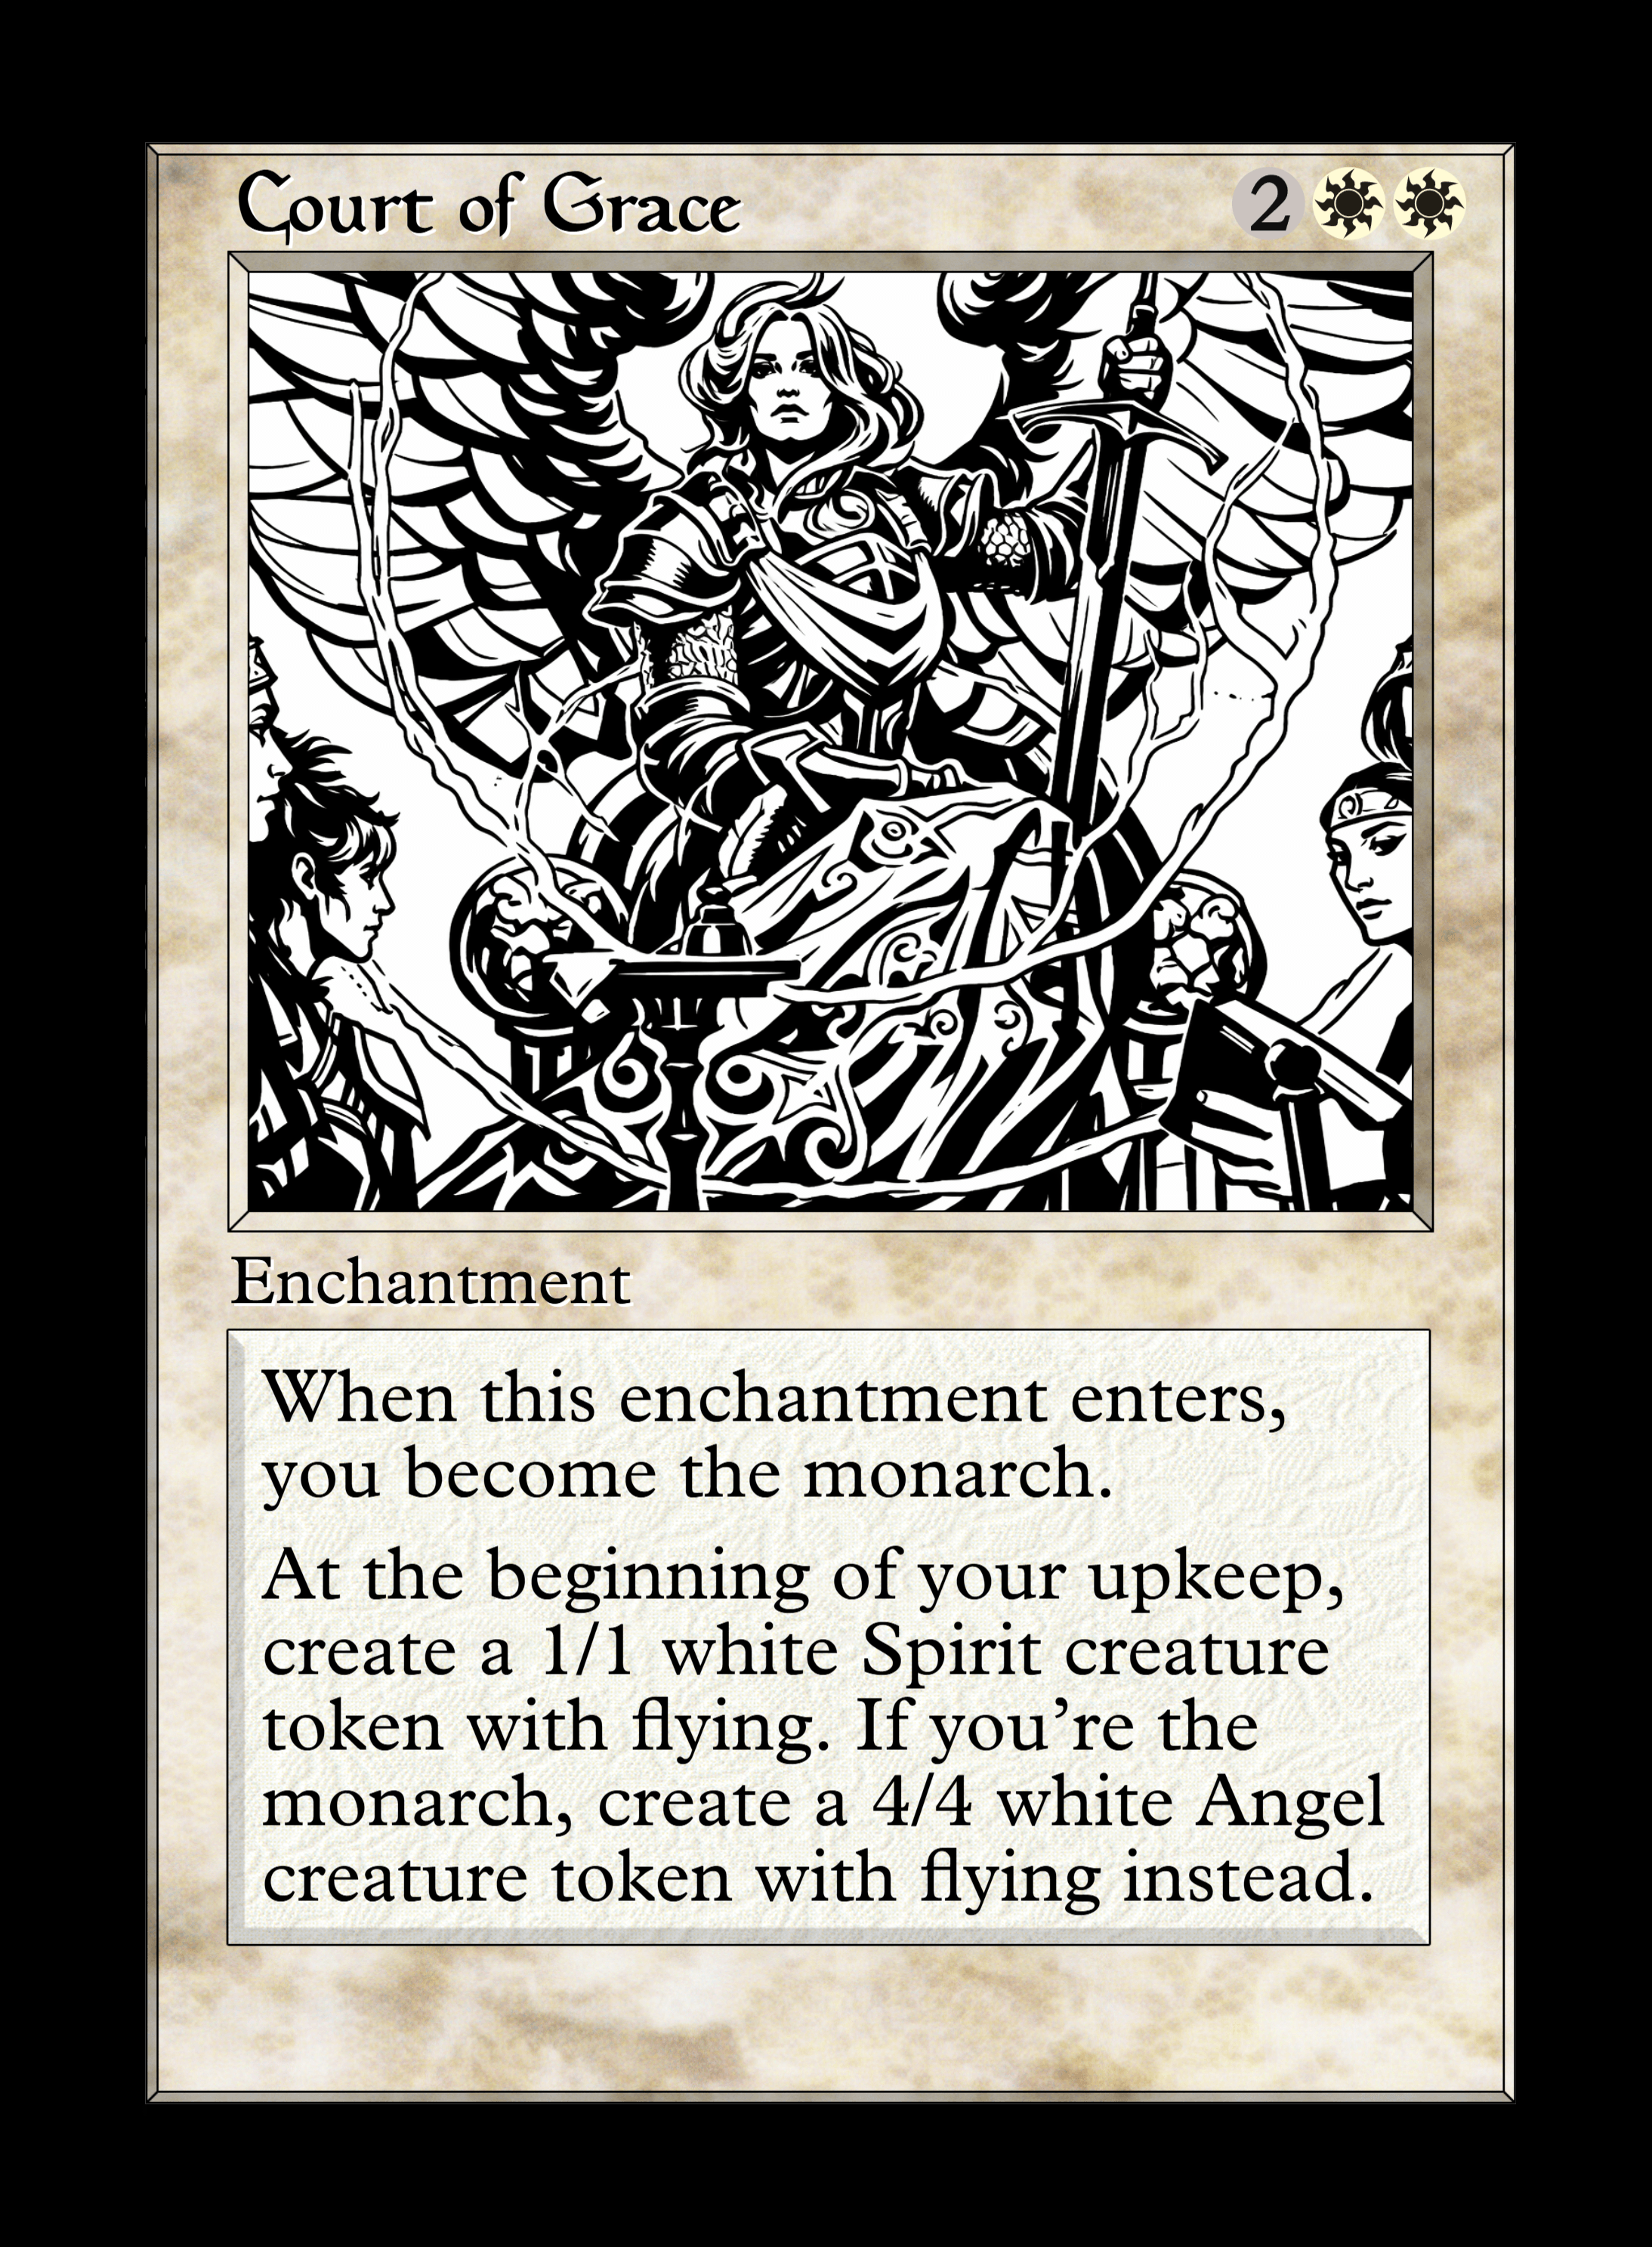 Court of Grace 2
Enchantment
When this enchantment enters,
you become the monarch.
At the beginning of your upkeep,
create a 1/1 white Spirit creature
token with flying. If you’re the
monarch, create a 4/4 white Angel
creature token with flying instead.